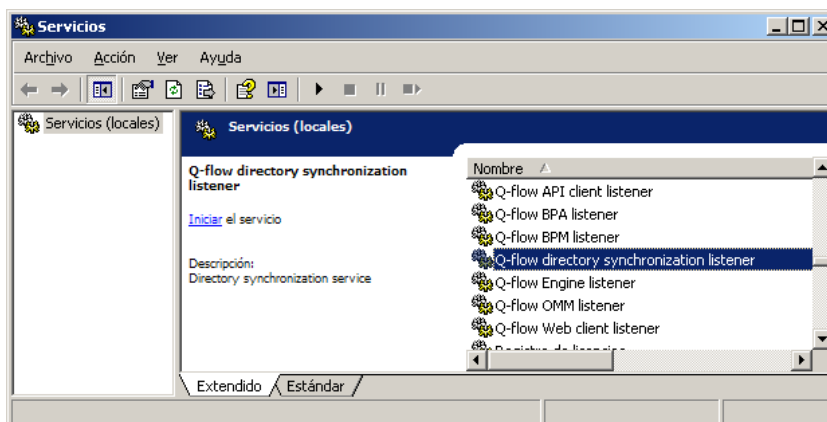 Servicios
Archivo Acción Ver Ayuda
Servicios (locales)
Servicios (locales)
Q-flow directory synchronization
listener
Iniciar el servicio
Descripción:
Directory synchronization service
Nombre
Q-flow API client listener
Q-flow BPA listener
Q-flow BPM listener
Q-flow directory synchronization listener
Q-flow Engine listener
Q-flow OMM listener
Q-flow Web client listener
Extendido Estándar